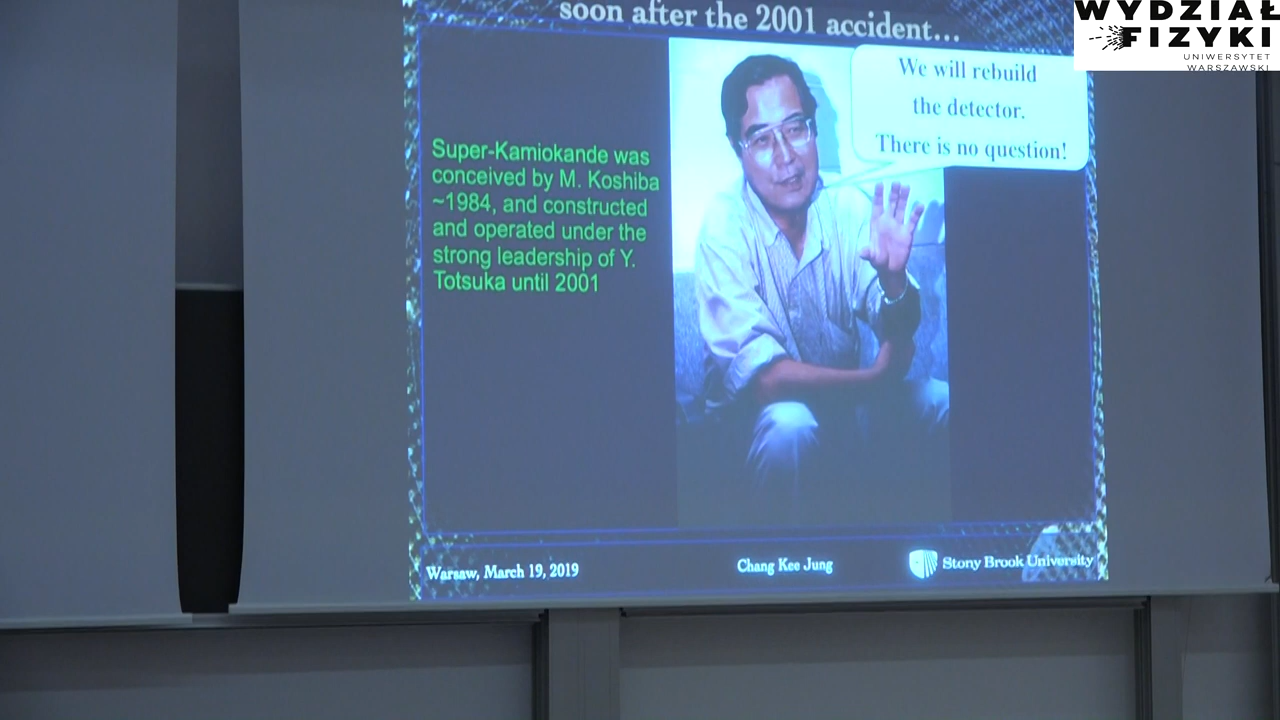 soon after the 2001 accident...
WYDZIAŁ
FIZYKI
UNIWERSYTET
WARSZAWSKI
We will rebuild
the detector.
There is no question!
Super-Kamiokande was
conceived by M. Koshiba
~1984, and constructed
and operated under the
strong leadership of Y.
Totsuka until 2001
Warsaw, March 19, 2019
Chang Kee Jung
Stony Brook University